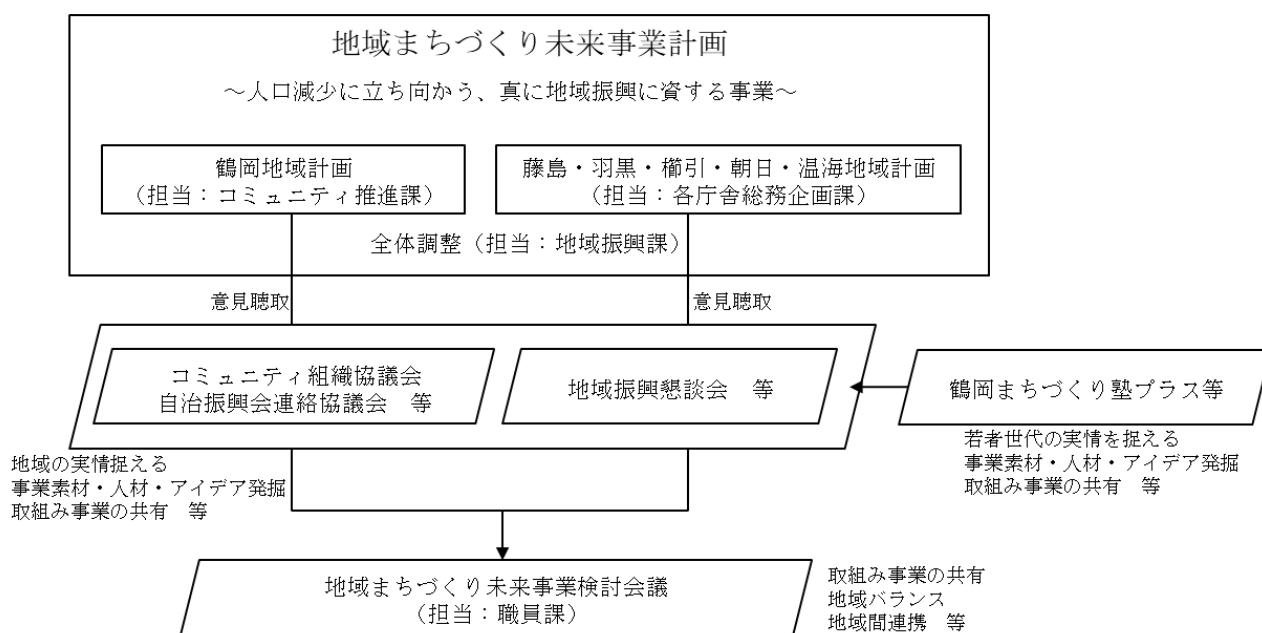 地域まちづくり未来事業計画
～人口減少に立ち向かう、真に地域振興に資する事業～
鶴岡地域計画
（担当：コミュニティ推進課）
藤島・羽黒・櫛引・朝日・温海地域計画
（担当：各庁舎総務企画課）
全体調整（担当：地域振興課）
意見聴取
意見聴取
コミュニティ組織協議会
自治振興会連絡協議会　等
地域振興懇談会　等
鶴岡まちづくり塾プラス等
地域の実情捉える
事業素材・人材・アイデア発掘
取組み事業の共有　等
若者世代の実情を捉える
事業素材・人材・アイデア発掘
取組み事業の共有　等
地域まちづくり未来事業検討会議
（担当：職員課）
取組み事業の共有
地域バランス
地域間連携　等